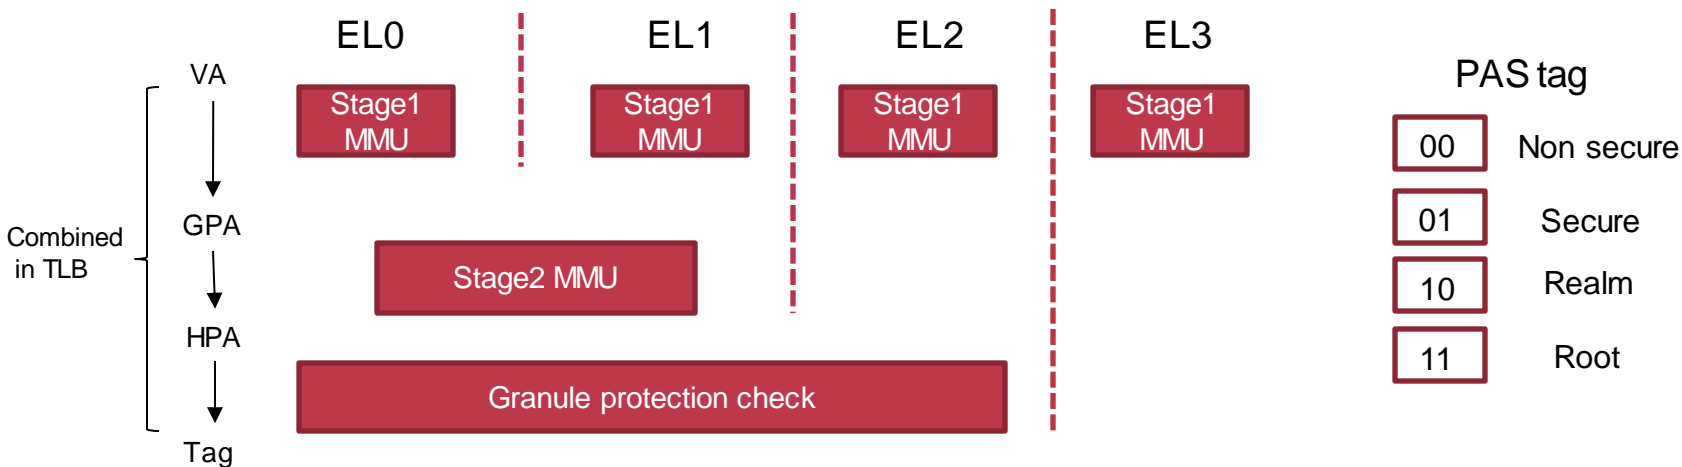 EL0
EL1
EL2
EL3
VA
Stage1
MMU
Stage1
MMU
Stage1
MMU
Stage1
MMU
GPA
Combined
in TLB
Stage2 MMU
HPA
Granule protection check
Tag
PAS tag
00 Non secure
01 Secure
10 Realm
11 Root